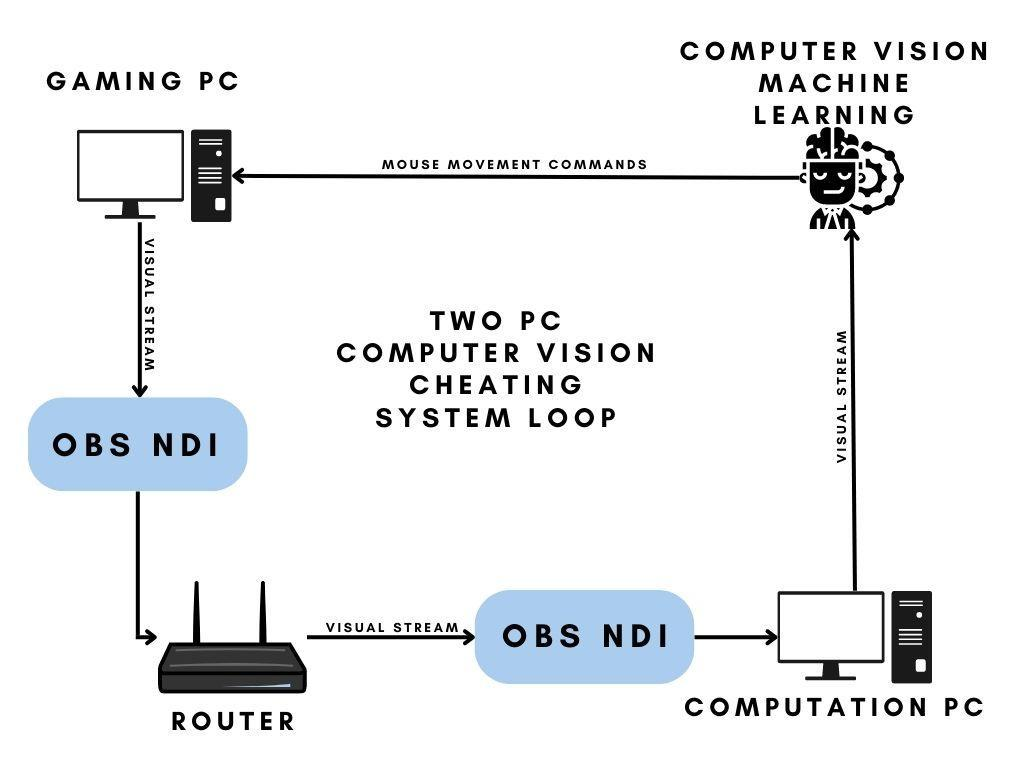 COMPUTER VISION
MACHINE
LEARNING
GAMING PC
MOUSE MOVEMENT COMMANDS
VISUAL STREAM
TWO PC
COMPUTER VISION
CHEATING
SYSTEM LOOP
VISUAL STREAM
OBS NDI
VISUAL STREAM
OBS NDI
ROUTER
COMPUTATION PC